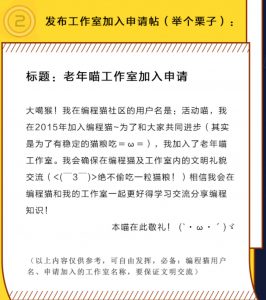 2 发布工作室加入申请帖（举个栗子）：
标题：老年喵工作室加入申请
大噶猴！我在编程猫社区的用户名是：活动喵，我
在2015年加入编程猫~为了和大家共同进步（其实
是为了有稳定的猫粮吃＝ω＝），我加入了老年喵
工作室。我会确保在编程猫及工作室内的文明礼貌
交流（<(￣3￣)>绝不偷吃一粒猫粮！）相信我会在
编程猫和我的工作室一起更好得学习交流分享编程
知识！
本喵在此敬礼！（`・ω・´）ゞ
（以上内容仅供参考，可自由发挥，必备：编程猫用户
名、申请加入的工作室名称，要保证文明交流）